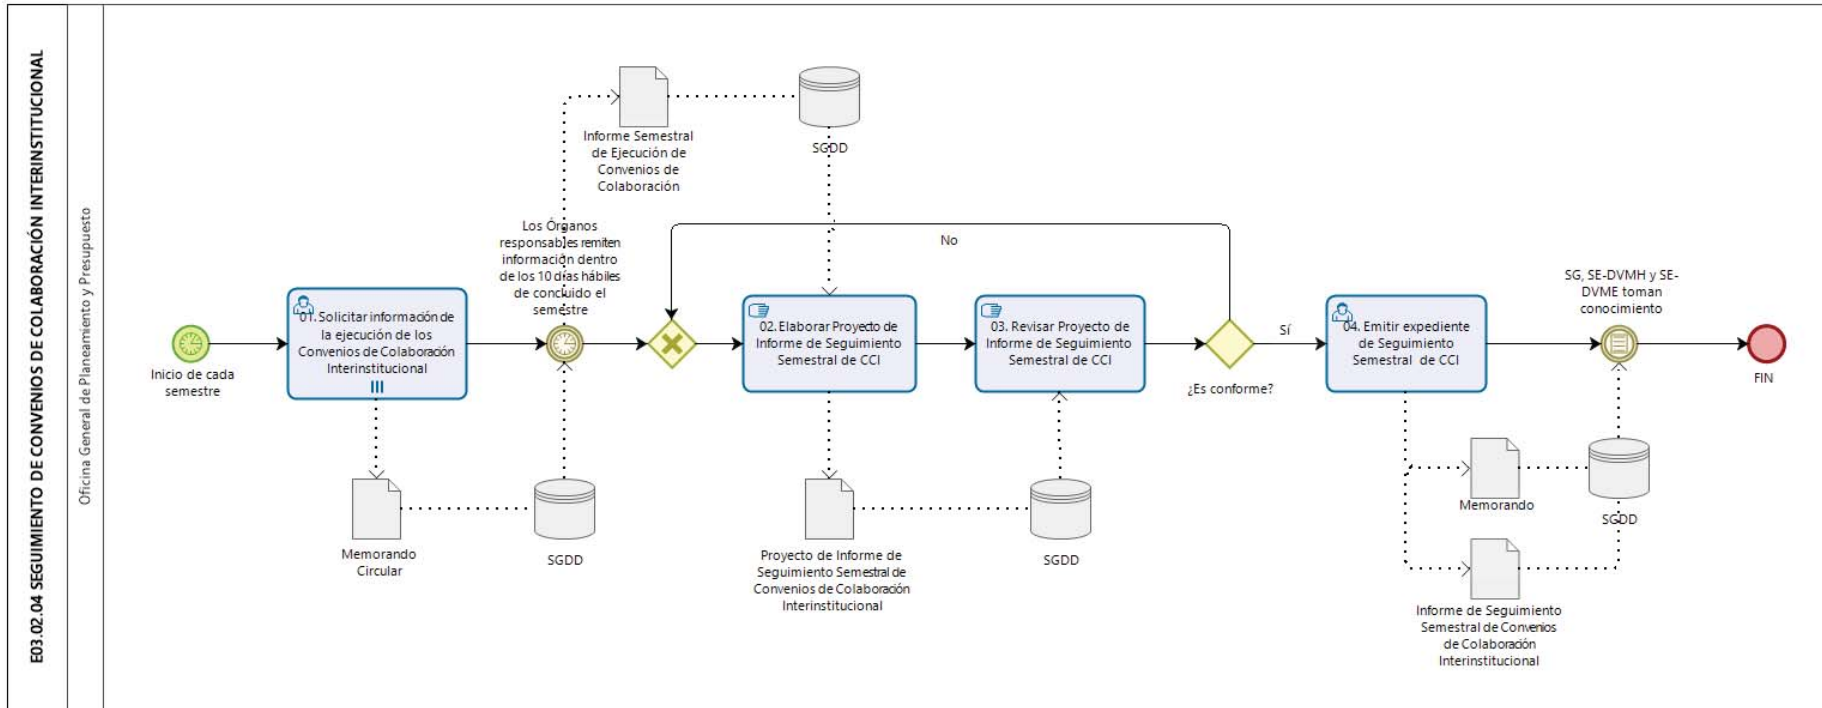 E03.02.04 SEGUIMIENTO DE CONVENIOS DE COLABORACIÓN INTERINSTITUCIONAL
Oficina General de Planeamiento y Presupuesto
Inicio de cada
semestre
01. Solicitar información de
la ejecución de los
Convenios de Colaboración
Interinstitucional
Memorando
Circular
SGDD
Los Órganos
responsables remiten
información dentro
de los 10 días hábiles
de concluido el
semestre
Informe Semestral
de Ejecución de
Convenios de
Colaboración
SGDD
02. Elaborar Proyecto de
Informe de Seguimiento
Semestral de CCI
Proyecto de Informe de
Seguimiento Semestral de
Convenios de Colaboración
Interinstitucional
SGDD
03. Revisar Proyecto de
Informe de Seguimiento
Semestral de CCI
No
¿Es conforme?
Sí
04. Emitir expediente
de Seguimiento
Semestral de CCI
Memorando
SGDD
Informe de Seguimiento
Semestral de Convenios
de Colaboración
Interinstitucional
SG, SE-DVMH y SE-
DVME toman
conocimiento
FIN